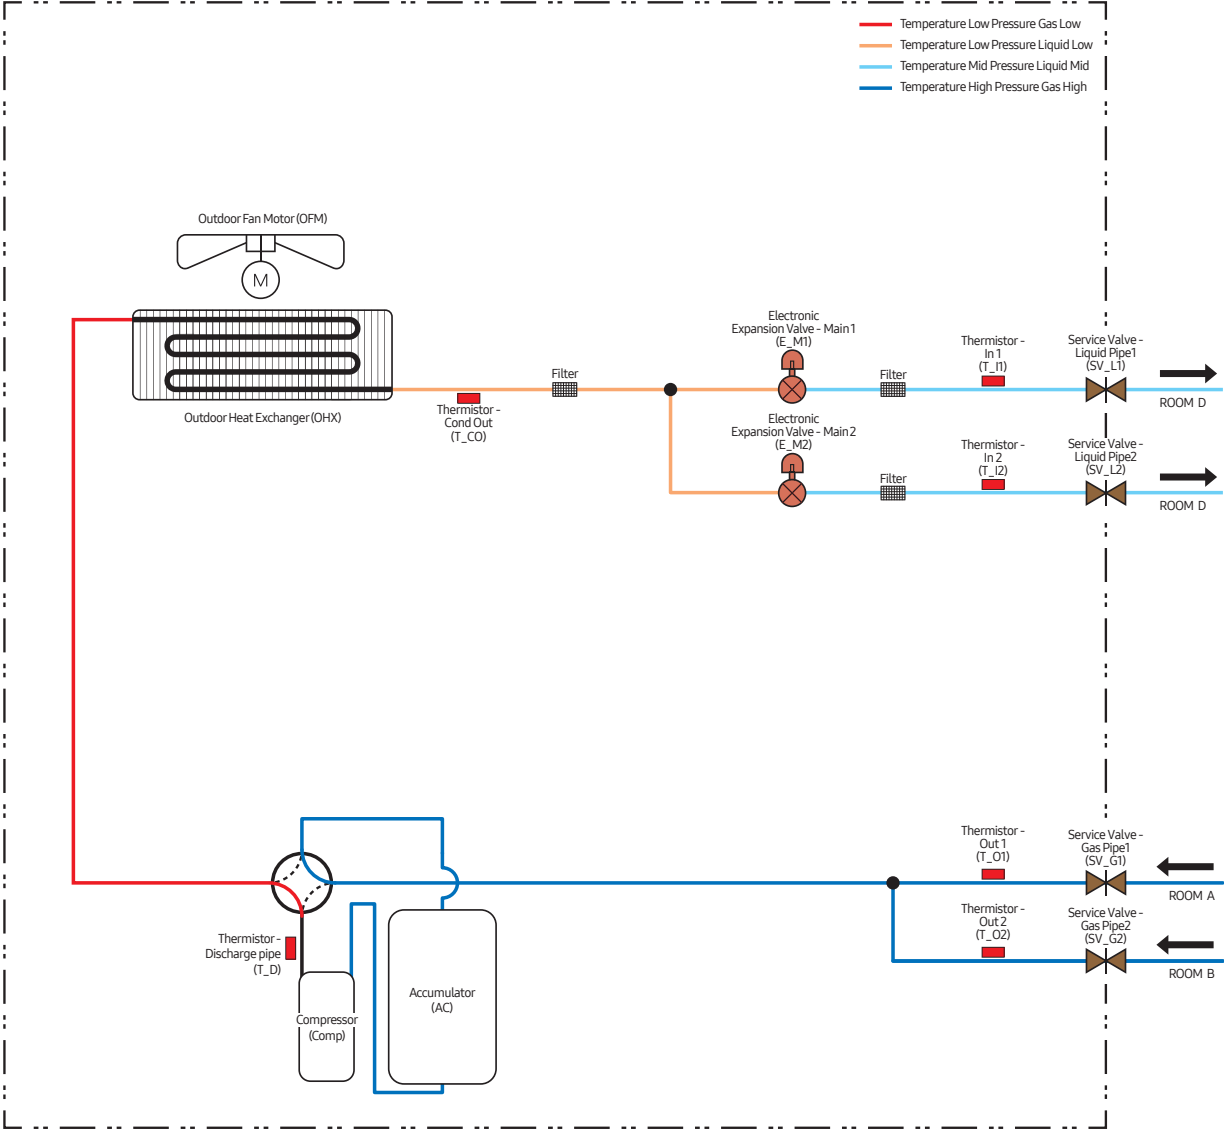 Temperature Low Pressure Gas Low
Temperature Low Pressure Liquid Low
Temperature Mid Pressure Liquid Mid
Temperature High Pressure Gas High
Outdoor Fan Motor (OFM)
M
Outdoor Heat Exchanger (OHX)
Thermistor -
Cond Out
(T_CO)
Filter
Electronic
Expansion Valve - Main 1
(E_M1)
Filter
Thermistor -
In 1
(T_I1)
Service Valve -
Liquid Pipe1
(SV_L1)
ROOM D
Electronic
Expansion Valve - Main 2
(E_M2)
Filter
Thermistor -
In 2
(T_I2)
Service Valve -
Liquid Pipe2
(SV_L2)
ROOM D
Thermistor -
Out 1
(T_O1)
Service Valve -
Gas Pipe1
(SV_G1)
ROOM A
Thermistor -
Out 2
(T_O2)
Service Valve -
Gas Pipe2
(SV_G2)
ROOM B
Thermistor -
Discharge pipe
(T_D)
Compressor
(Comp)
Accumulator
(AC)